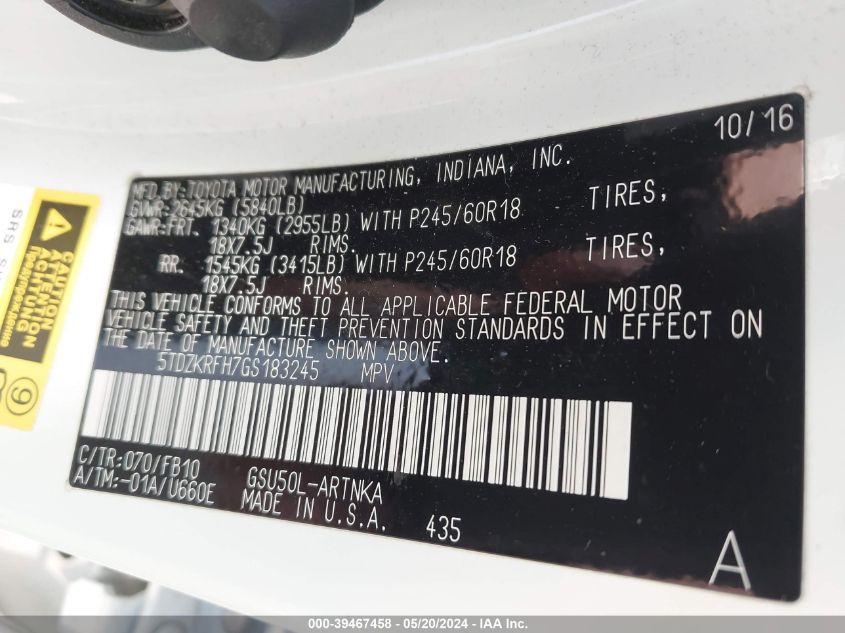 10/16
MFD. BY: TOYOTA MOTOR MANUFACTURING, INDIANA, INC.
GVWR: 2645KG (5840LB)
GAWR: FRT. 1340KG (2955LB) WITH P245/60R18 TIRES,
18X7.5J RIMS.
RR. 1545KG (3415LB) WITH P245/60R18 TIRES,
18X7.5J RIMS.
THIS VEHICLE CONFORMS TO ALL APPLICABLE FEDERAL MOTOR
VEHICLE SAFETY AND THEFT PREVENTION STANDARDS IN EFFECT ON
THE DATE OF MANUFACTURE SHOWN ABOVE.
5TDZKRFH7GS183245 MPV
C/TR: 070/FB10
A/TM: -01A/U660E
GSU50L-ARTNKA
MADE IN U.S.A.
435
A
SRS
CAUTION
ATTENTION
ACHTUNG
9
000-39467458 - 05/20/2024 - IAA Inc.